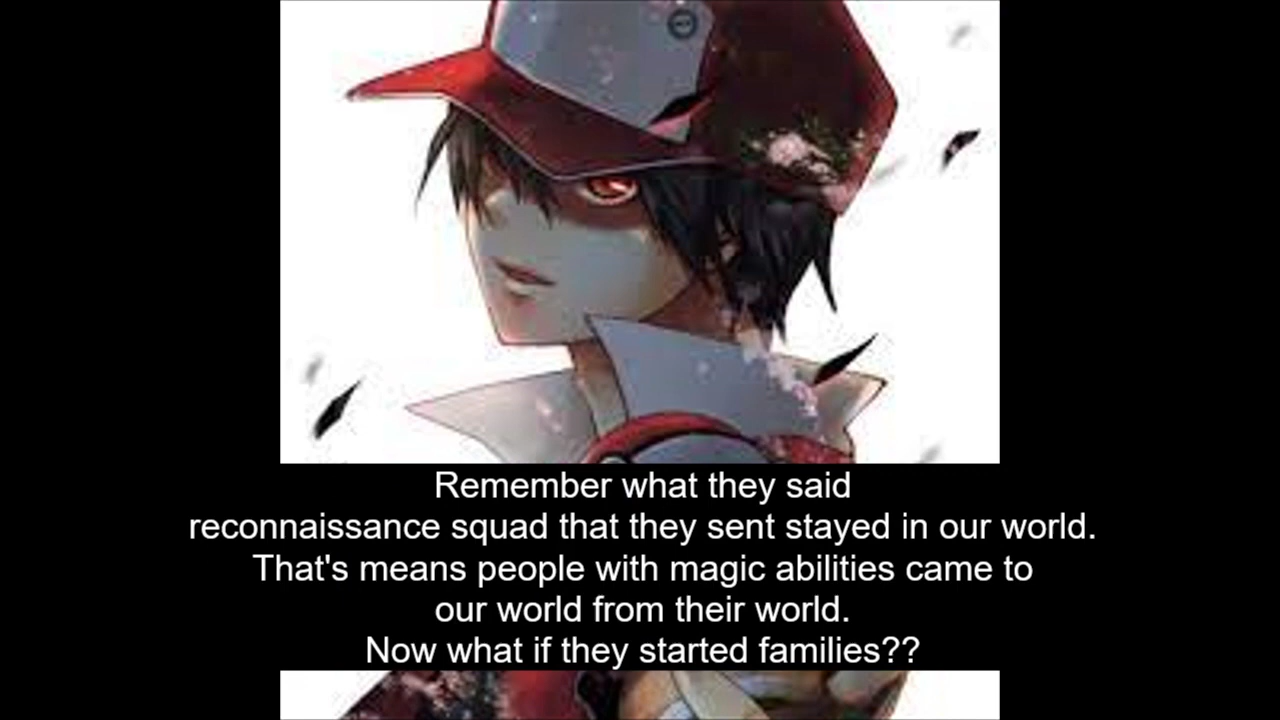 Remember what they said
reconnaissance squad that they sent stayed in our world.
That's means people with magic abilities came to
our world from their world.
Now what if they started families??